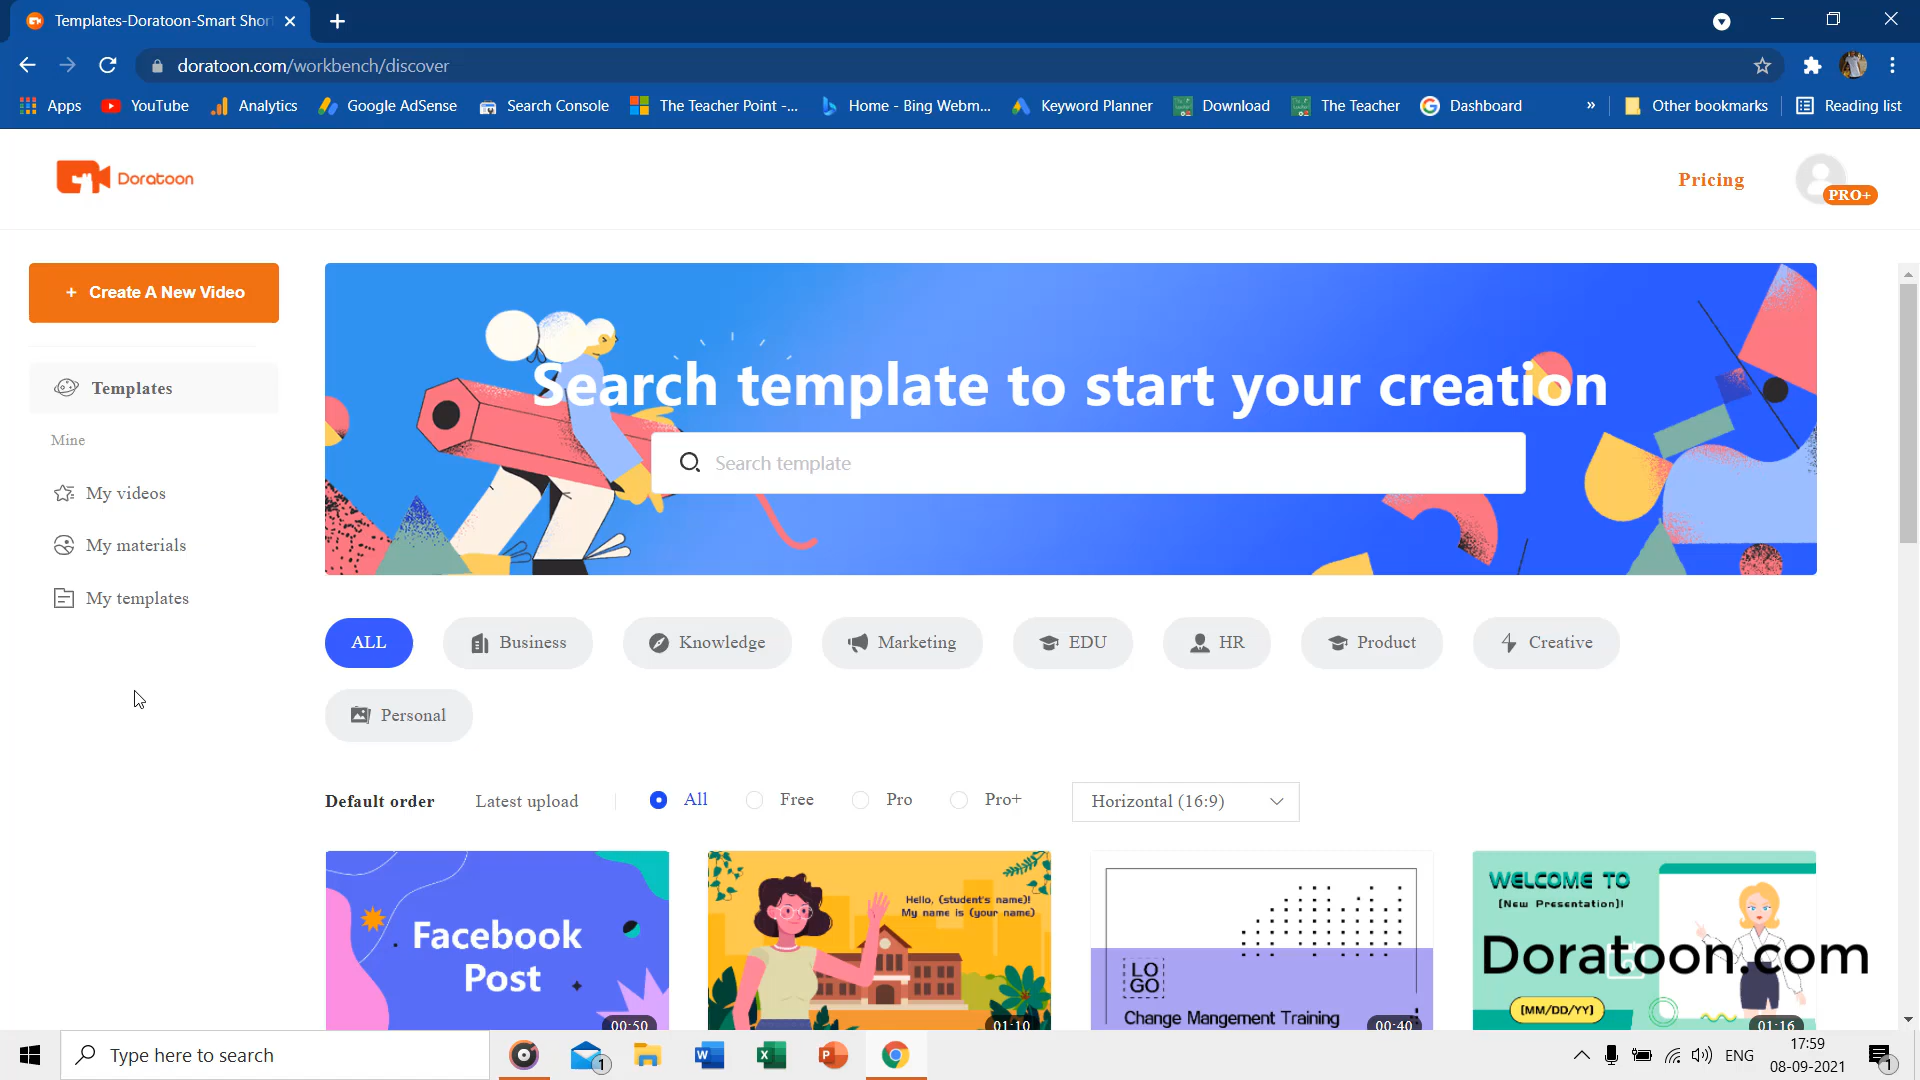 Templates-Doratoon-Smart Shor
doratoon.com/workbench/discover
Apps YouTube Analytics Google AdSense Search Console The Teacher Point -... Home - Bing Webm... Keyword Planner Download The Teacher Dashboard » Other bookmarks Reading list
Doratoon
Pricing
PRO+
+ Create A New Video
Templates
Mine
My videos
My materials
My templates
Search template to start your creation
Search template
ALL Business Knowledge Marketing EDU HR Product Creative
Personal
Default order Latest upload All Free Pro Pro+ Horizontal (16:9)
Facebook
Post
00:50
Hello, (student's name)!
My name is (your name)
01:10
LO
GO
Change Mangement Training
00:40
WELCOME TO
[New Presentation]!
Doratoon.com
[MM/DD/YY]
01:16
Type here to search
1
ENG
17:59
08-09-2021
1